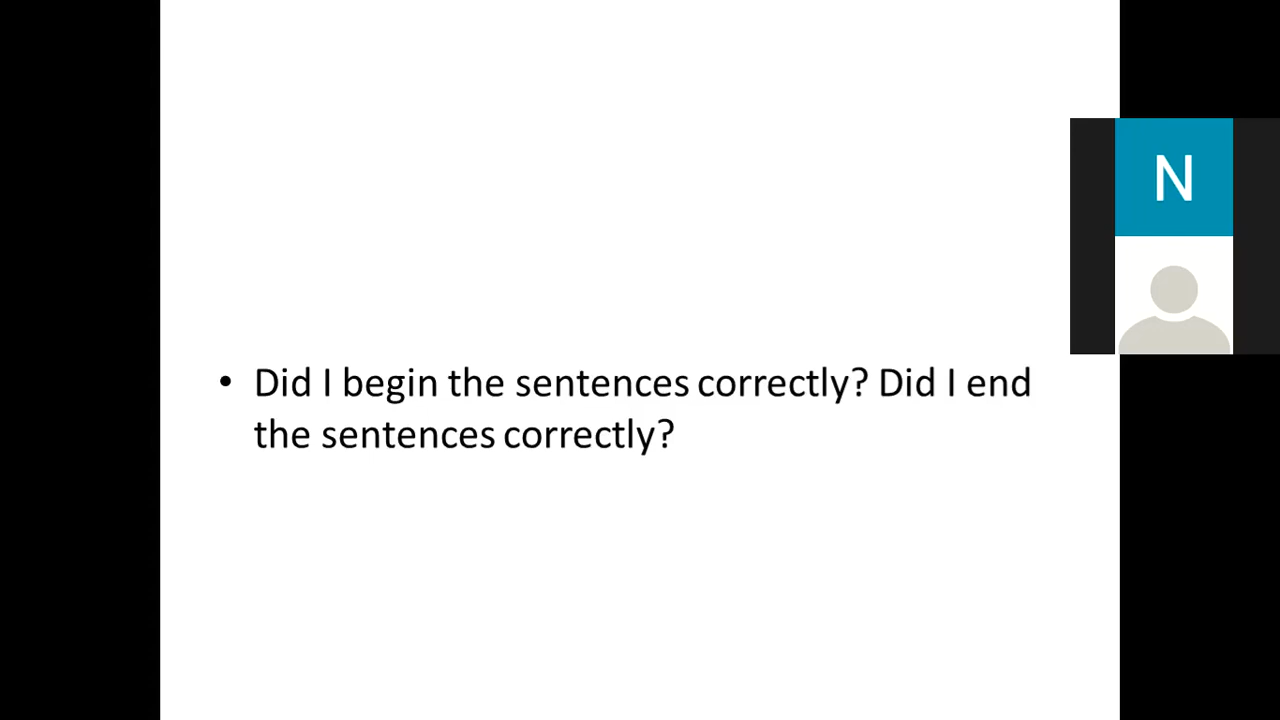 N
• Did I begin the sentences correctly? Did I end
the sentences correctly?